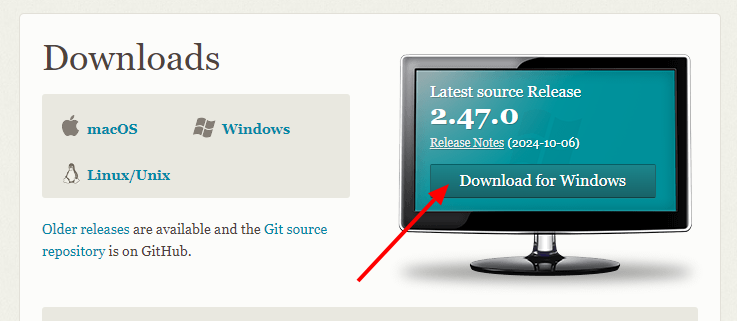 Downloads
macOS
Windows
Linux/Unix
Older releases are available and the Git source
repository is on GitHub.
Latest source Release
2.47.0
Release Notes (2024-10-06)
Download for Windows